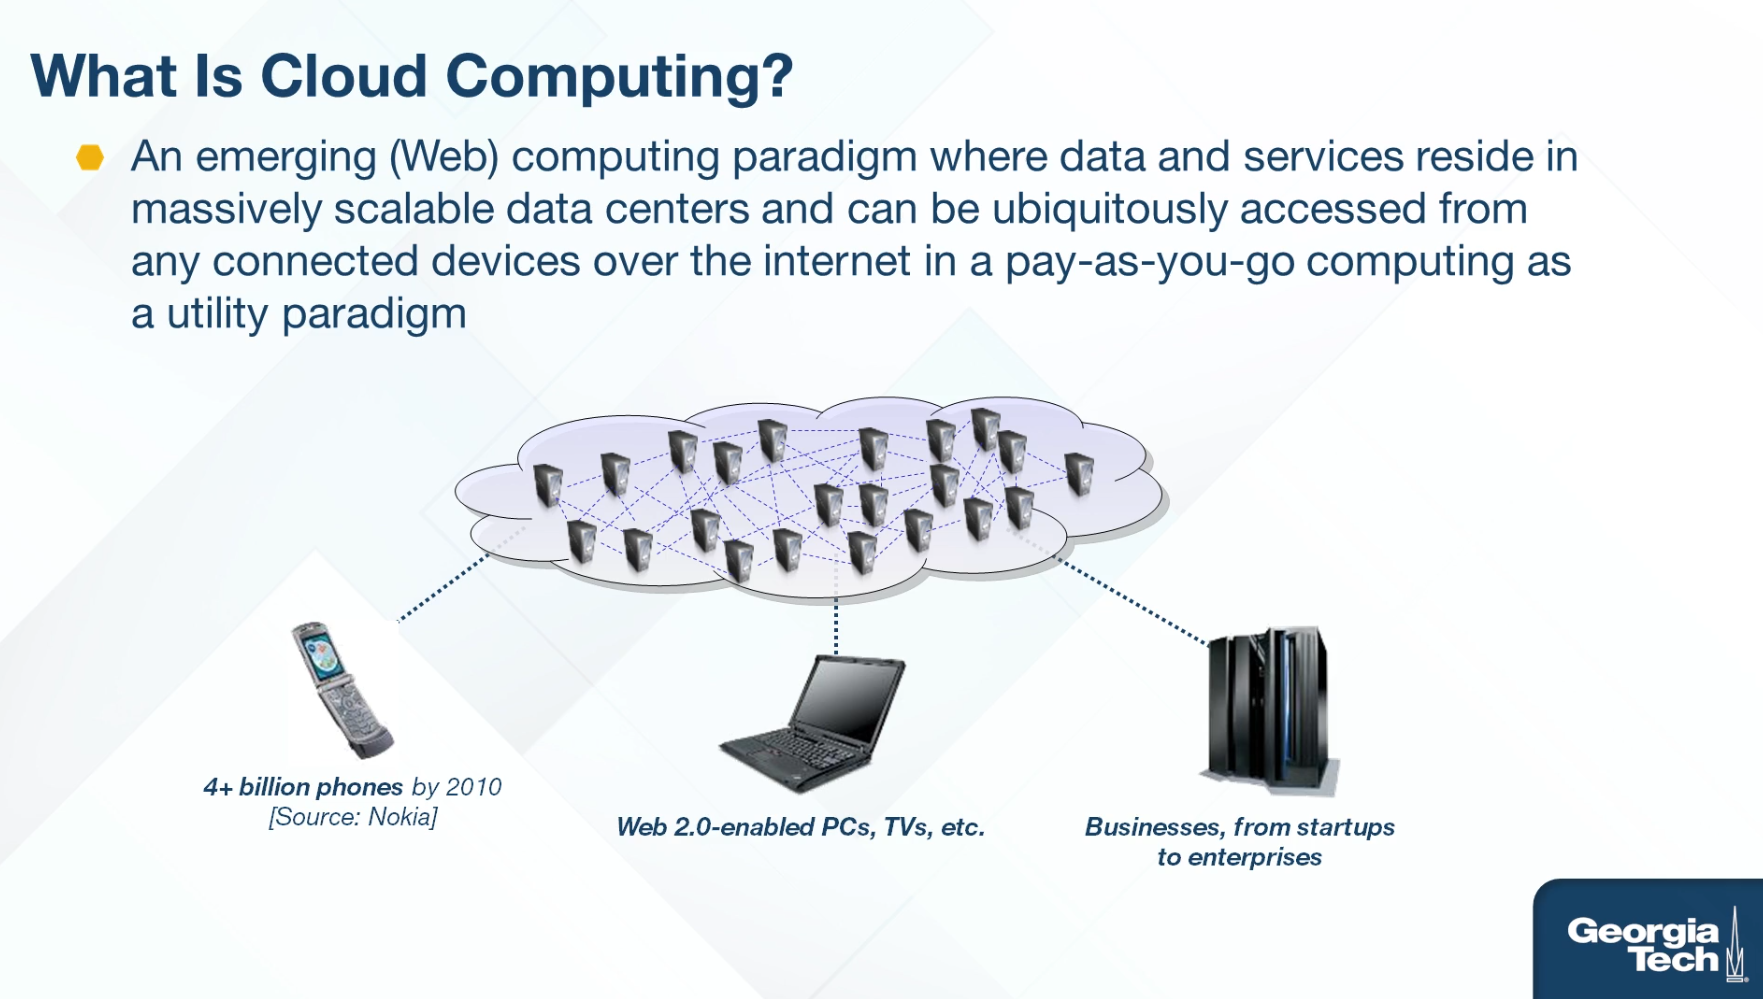 What Is Cloud Computing?
An emerging (Web) computing paradigm where data and services reside in
massively scalable data centers and can be ubiquitously accessed from
any connected devices over the internet in a pay-as-you-go computing as
a utility paradigm
4+ billion phones by 2010
[Source: Nokia]
Web 2.0-enabled PCs, TVs, etc.
Businesses, from startups
to enterprises
Georgia
Tech